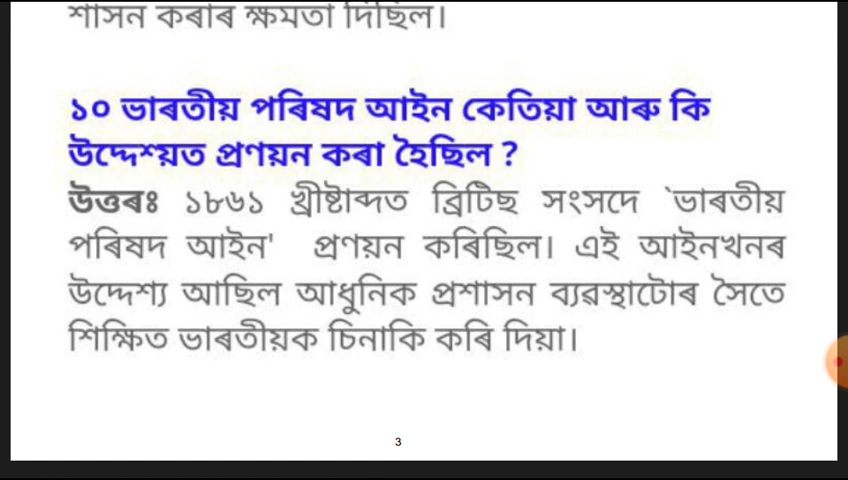 শাসন কৰাৰ ক্ষমতা দিছিল।
১০ ভাৰতীয় পৰিষদ আইন কেতিয়া আৰু কি
উদ্দেশ্য়ত প্ৰণয়ন কৰা হৈছিল ?
উত্তৰঃ ১৮৬১ খ্ৰীষ্টাব্দত ব্ৰিটিছ সংসদে `ভাৰতীয়
পৰিষদ আইন' প্ৰণয়ন কৰিছিল। এই আইনখনৰ
উদ্দেশ্য আছিল আধুনিক প্ৰশাসন ব্যৱস্থাটোৰ সৈতে
শিক্ষিত ভাৰতীয়ক চিনাকি কৰি দিয়া।
3